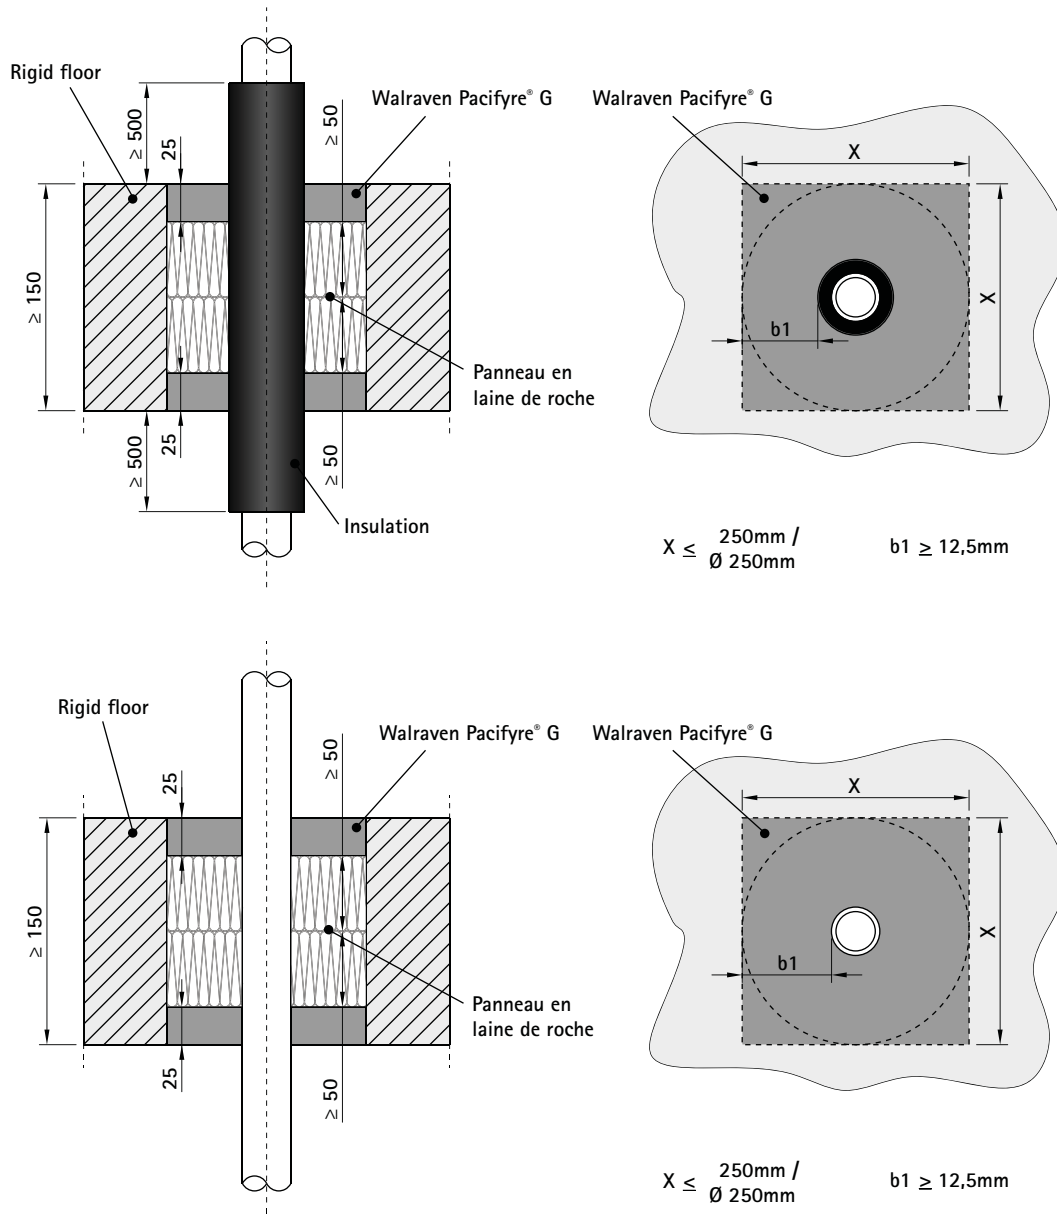 Rigid floor
Walraven Pacifyre® G
≥ 500
25
≥ 50
≥ 150
Panneau en
laine de roche
25
≥ 500
≥ 50
Insulation
Walraven Pacifyre® G
X
X
b1
X ≤ 250mm /
Ø 250mm
b1 ≥ 12,5mm
Rigid floor
Walraven Pacifyre® G
25
≥ 50
≥ 150
Panneau en
laine de roche
25
≥ 50
Walraven Pacifyre® G
X
X
b1
X ≤ 250mm /
Ø 250mm
b1 ≥ 12,5mm